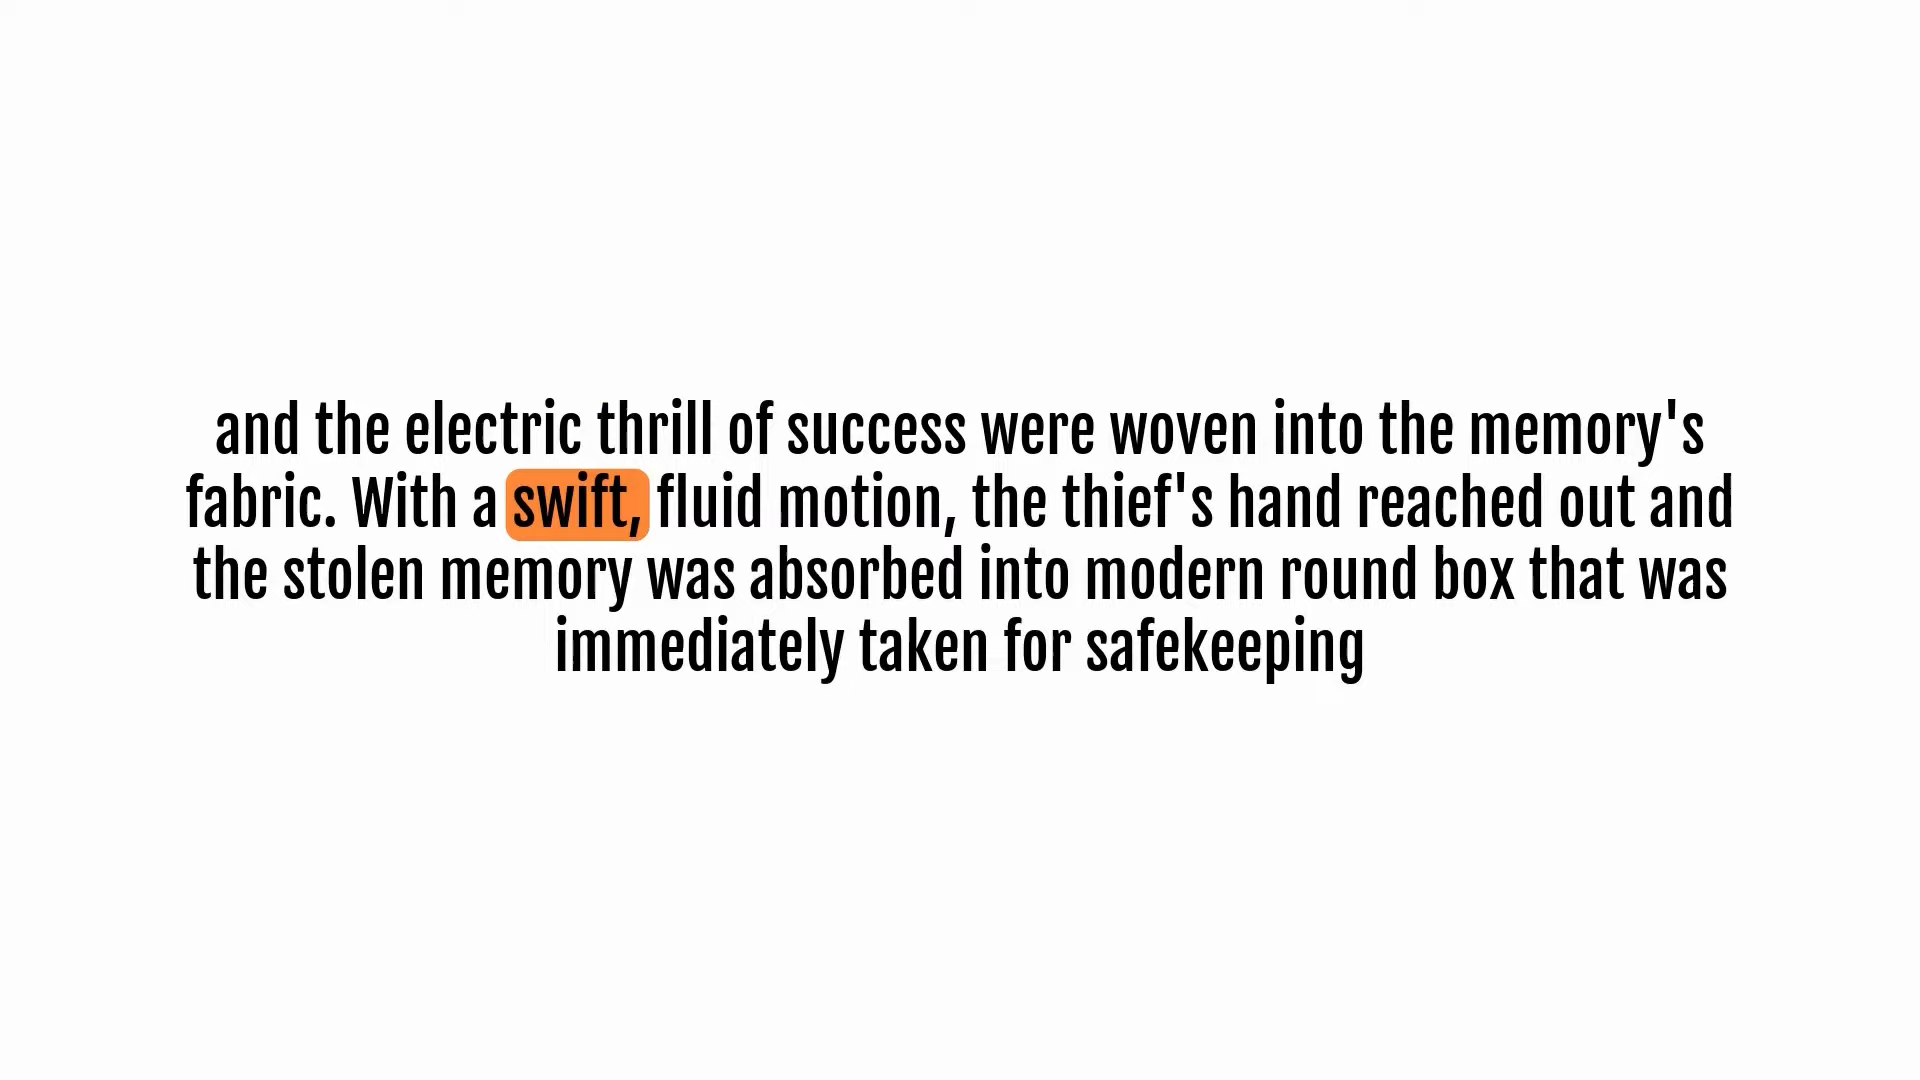 and the electric thrill of success were woven into the memory's
fabric. With a swift, fluid motion, the thief's hand reached out and
the stolen memory was absorbed into modern round box that was
immediately taken for safekeeping